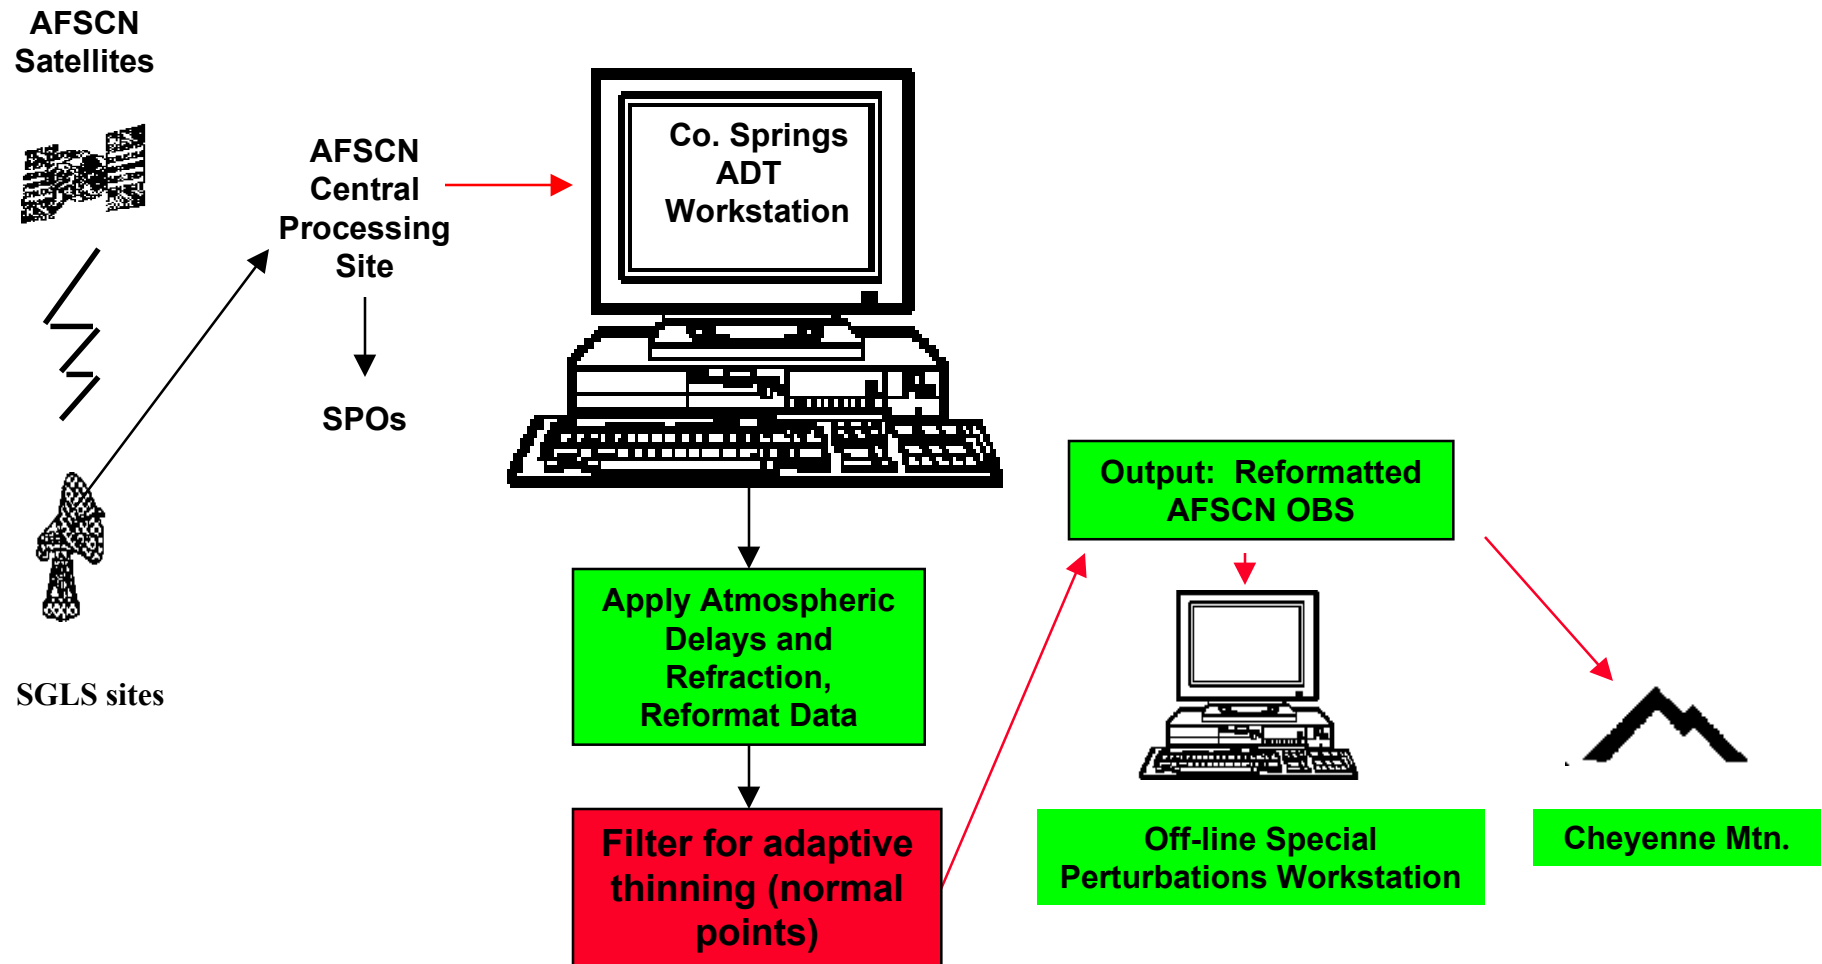 AFSCN
Satellites
AFSCN
Central
Processing
Site
SPOs
SGLS sites
Co. Springs
ADT
Workstation
Apply Atmospheric
Delays and
Refraction,
Reformat Data
Filter for adaptive
thinning (normal
points)
Output:  Reformatted
AFSCN OBS
Off-line Special
Perturbations Workstation
Cheyenne Mtn.